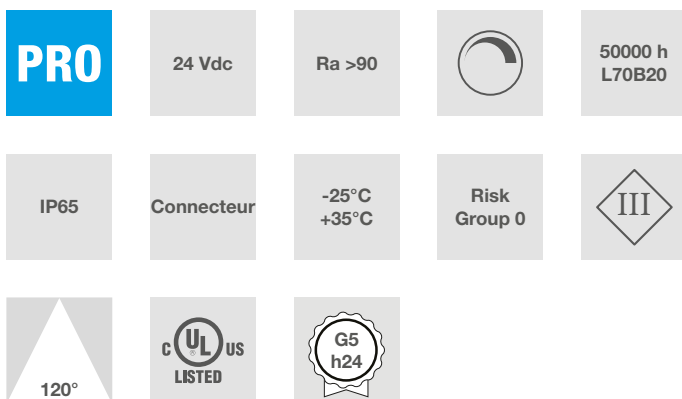 PRO
24 Vdc
Ra >90
50000 h
L70B20
IP65
Connecteur
-25°C
+35°C
Risk
Group 0
III
120°
c UL US
®
LISTED
G5
h24